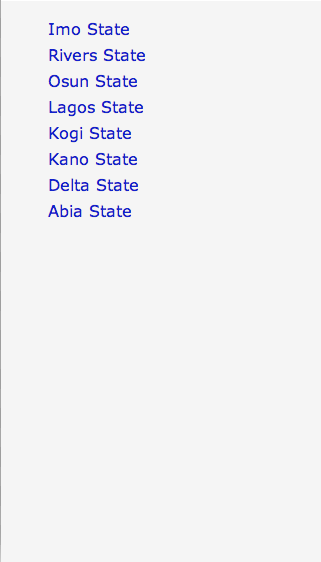 Imo State
Rivers State
Osun State
Lagos State
Kogi State
Kano State
Delta State
Abia State